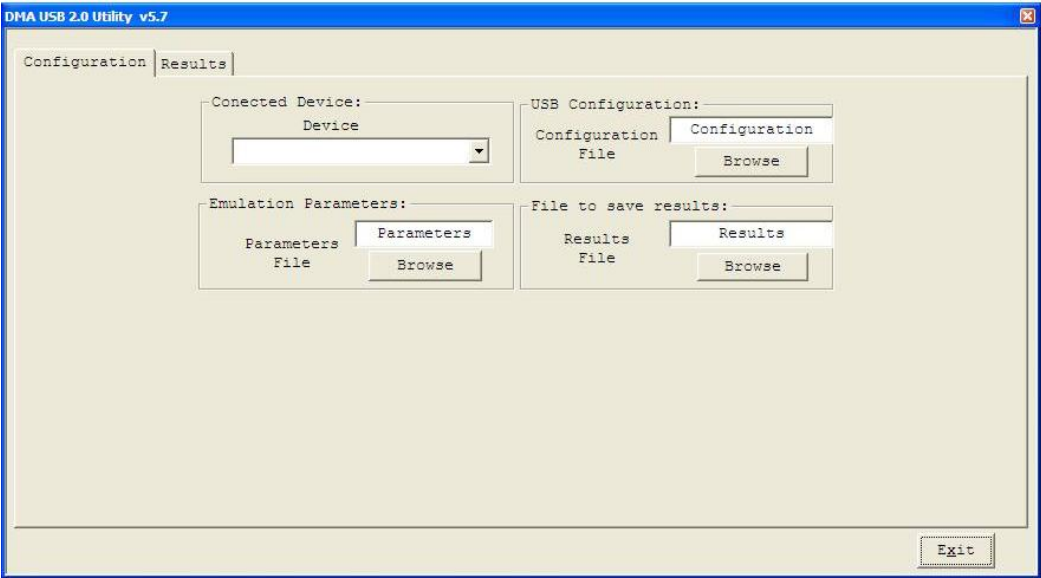 DMA USB 2.0 Utility v5.7
Configuration
Results
Conected Device:
Device
USB Configuration:
Configuration
File
Configuration
Browse
Emulation Parameters:
Parameters
File
Parameters
Browse
File to save results:
Results
File
Results
Browse
Exit